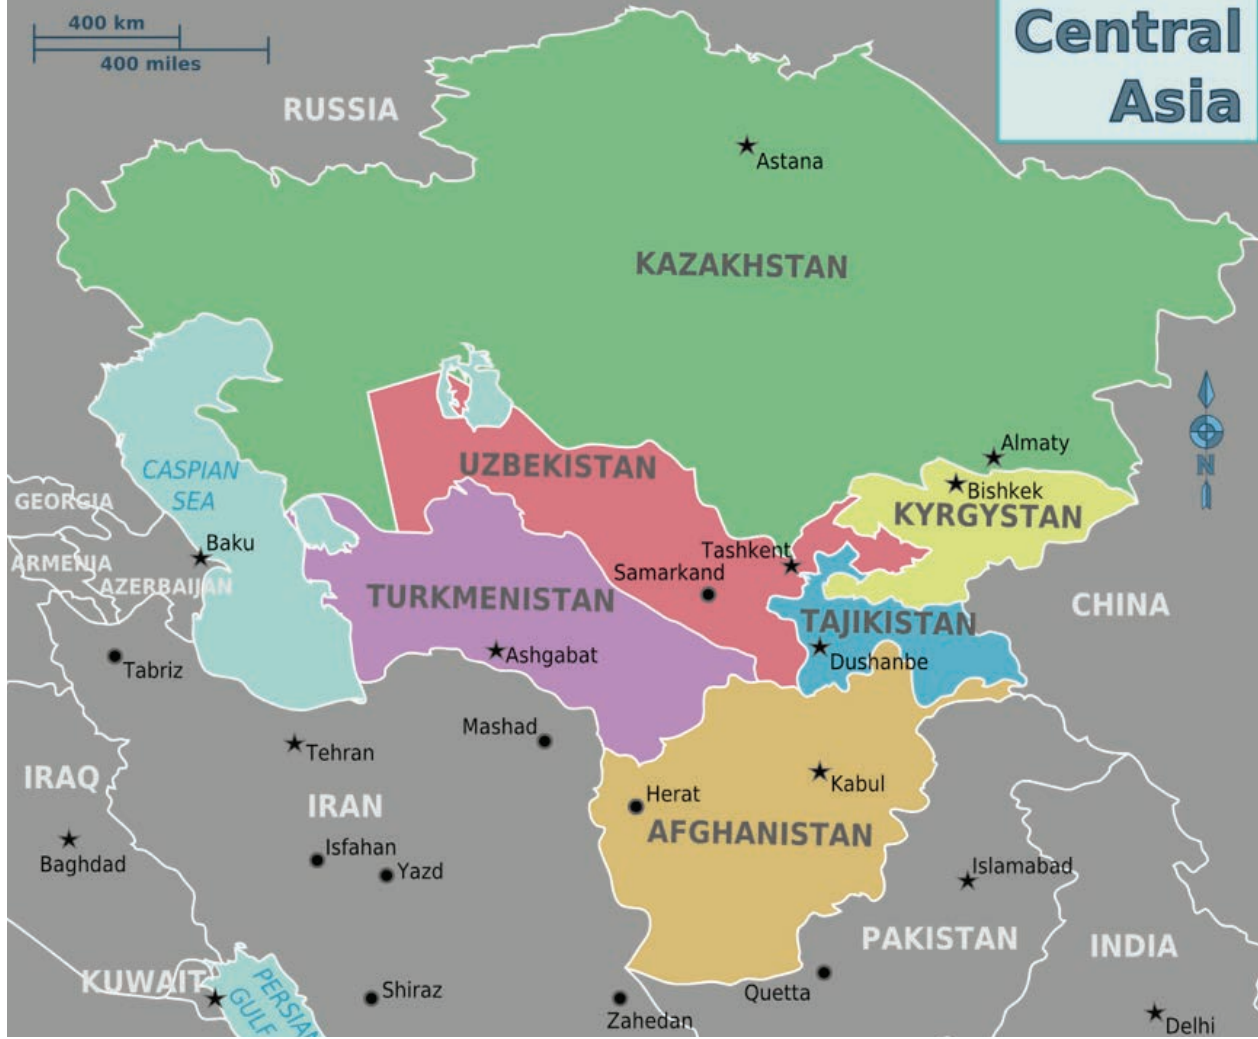 400 km
400 miles
Central
Asia
RUSSIA
Astana
KAZAKHSTAN
Almaty
CASPIAN
SEA
UZBEKISTAN
Bishkek
N
GEORGIA
KYRGYSTAN
Baku
Tashkent
ARMENIA
Samarkand
AZERBAIJAN
TURKMENISTAN
CHINA
TAJIKISTAN
Tabriz
Ashgabat
Dushanbe
Mashad
Tehran
IRAQ
Kabul
Herat
IRAN
AFGHANISTAN
Baghdad
Isfahan
Yazd
Islamabad
PAKISTAN
INDIA
KUWAIT
PERSIAN
GULF
Shiraz
Quetta
Zahedan
Delhi